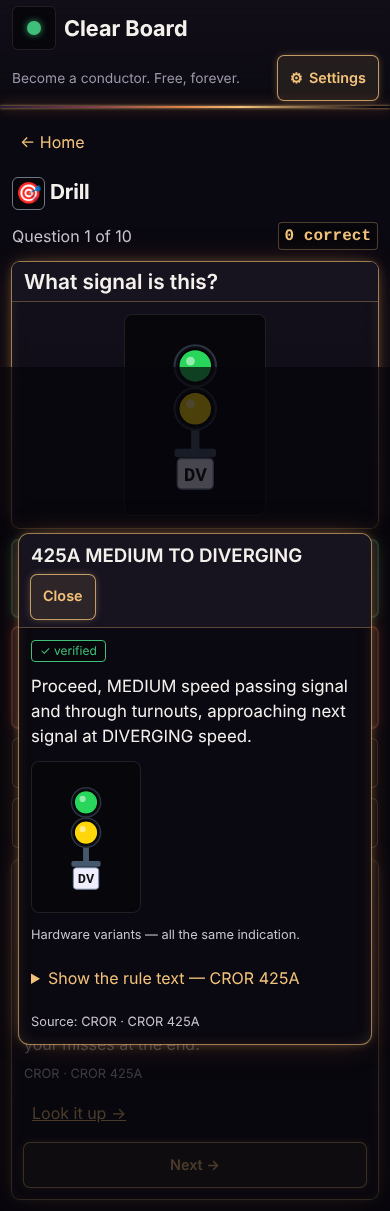 Clear Board
Become a conductor. Free, forever.
⚙ Settings
← Home
Drill
Question 1 of 10
0 correct
What signal is this?
DV
425A MEDIUM TO DIVERGING
Close
✓ verified
Proceed, MEDIUM speed passing signal
and through turnouts, approaching next
signal at DIVERGING speed.
DV
Hardware variants — all the same indication.
▶ Show the rule text — CROR 425A
Source: CROR · CROR 425A
your misses at the end.
CROR · CROR 425A
Look it up →
Next →